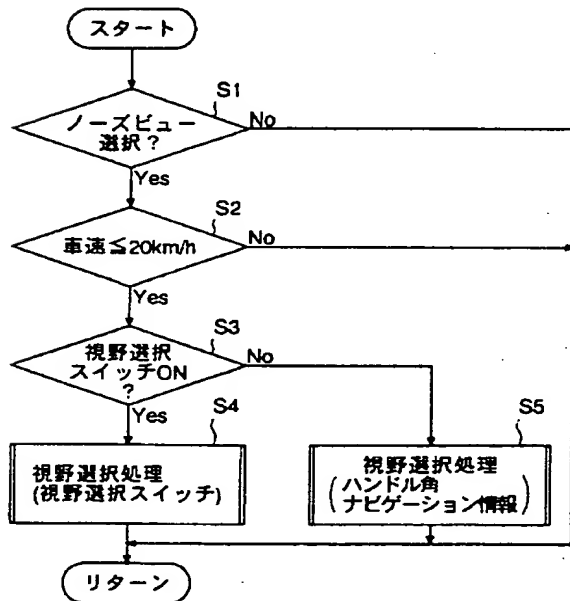 スタート
S1
ノーズビュー
選択?
No
Yes
S2
車速≦20km/h
No
Yes
S3
視野選択
スイッチON
?
No
Yes
S4
視野選択処理
(視野選択スイッチ)
S5
視野選択処理
(ハンドル角
ナビゲーション情報)
リターン